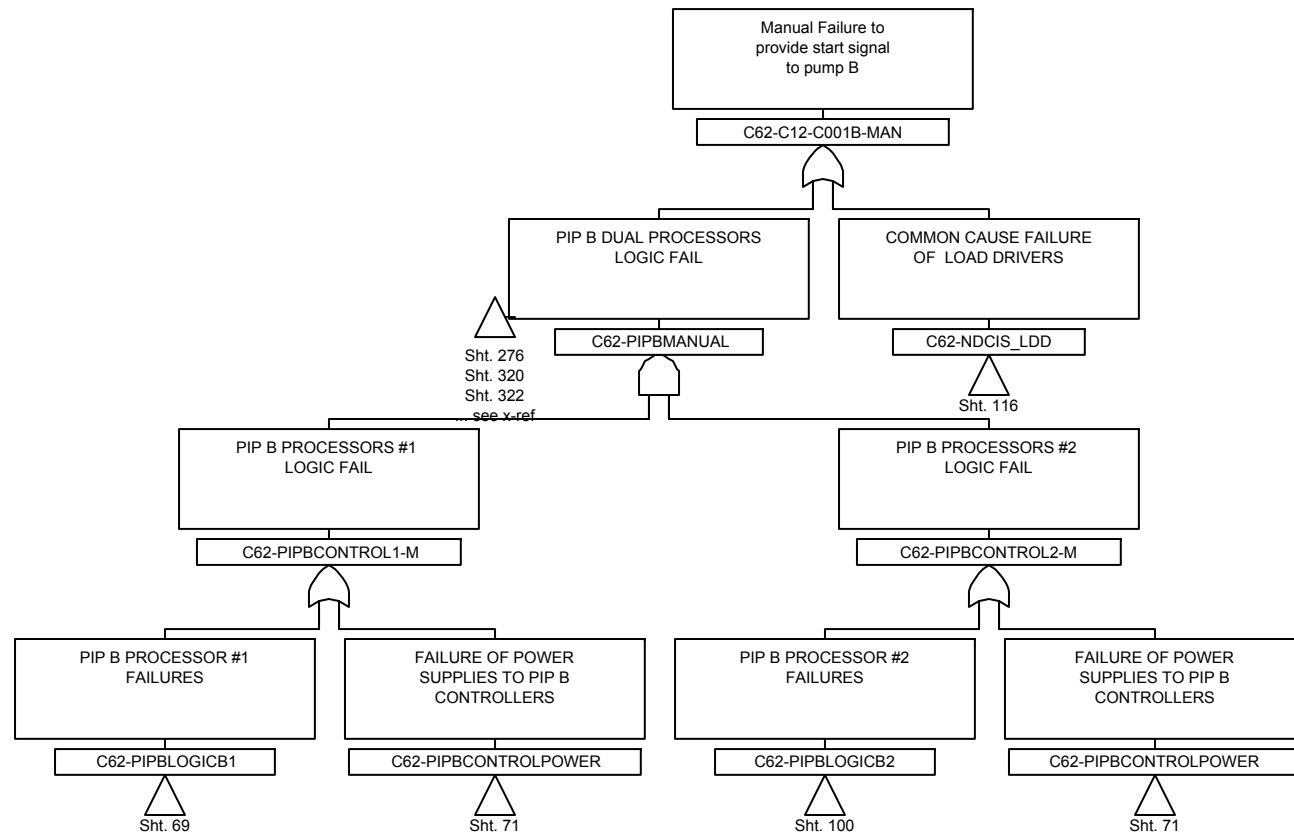 Manual Failure to
provide start signal
to pump B
C62-C12-C001B-MAN
PIP B DUAL PROCESSORS
LOGIC FAIL
COMMON CAUSE FAILURE
OF LOAD DRIVERS
C62-PIPBMANUAL
C62-NDCIS_LDD
Sht. 276
Sht. 320
Sht. 322
... see x-ref
Sht. 116
PIP B PROCESSORS #1
LOGIC FAIL
PIP B PROCESSORS #2
LOGIC FAIL
C62-PIPBCONTROL1-M
C62-PIPBCONTROL2-M
PIP B PROCESSOR #1
FAILURES
FAILURE OF POWER
SUPPLIES TO PIP B
CONTROLLERS
PIP B PROCESSOR #2
FAILURES
FAILURE OF POWER
SUPPLIES TO PIP B
CONTROLLERS
C62-PIPBLOGICB1
C62-PIPBCONTROLPOWER
C62-PIPBLOGICB2
C62-PIPBCONTROLPOWER
Sht. 69
Sht. 71
Sht. 100
Sht. 71